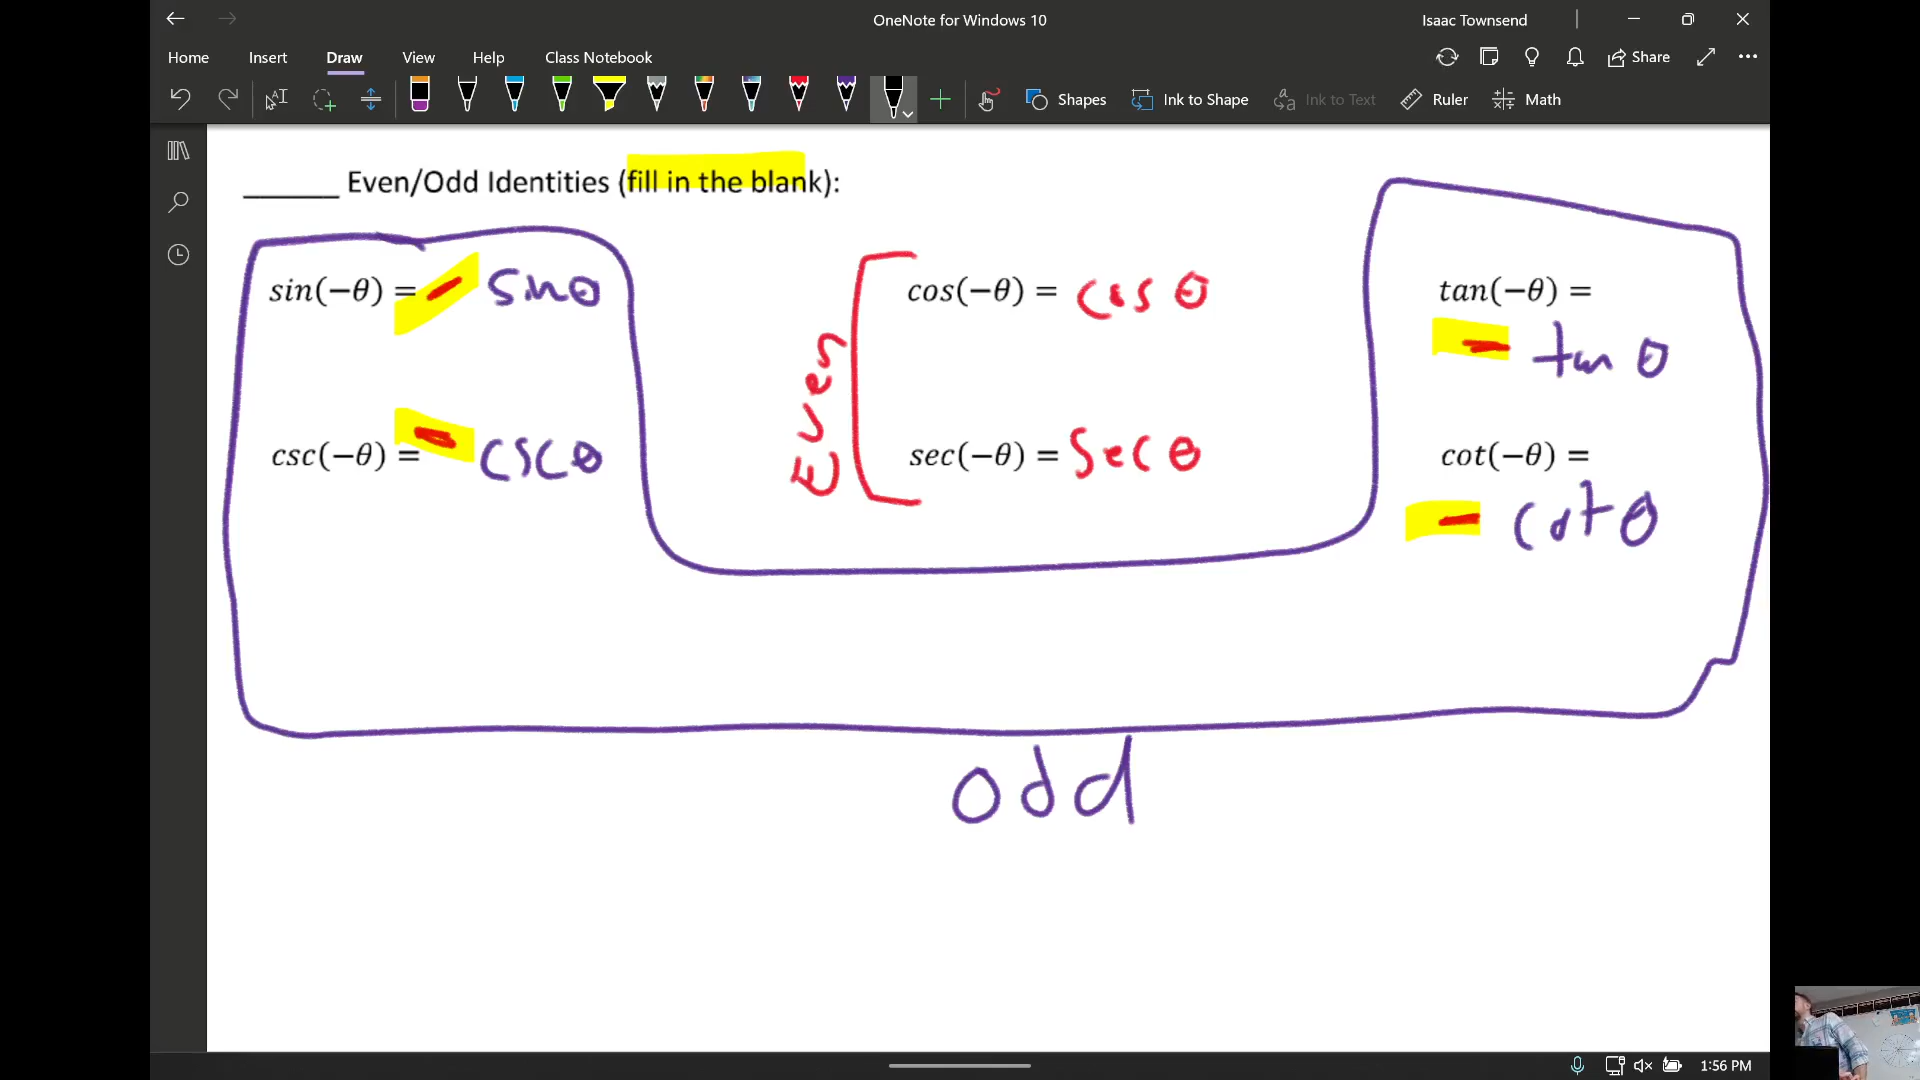 OneNote for Windows 10
Isaac Townsend
Home Insert Draw View Help Class Notebook
Share
Shapes Ink to Shape Ink to Text Ruler Math
______ Even/Odd Identities (fill in the blank):
sin(−θ) = - sinθ
cos(−θ) = cos θ
tan(−θ) =
- tan θ
Even
csc(−θ) = - cscθ
sec(−θ) = sec θ
cot(−θ) =
- cot θ
odd
1:56 PM